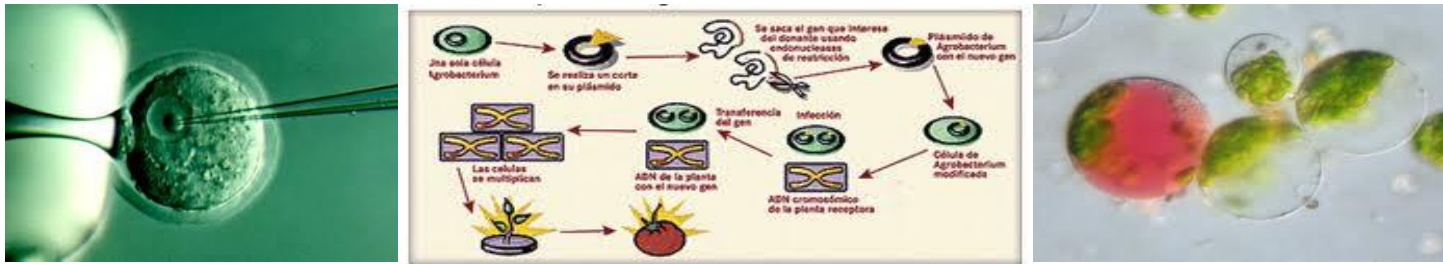 Una sola célula
Agrobacterium
Se realiza un corte
en su plásmido
Se saca el gen que interesa
del donante usando
endonucleasas
de restricción
Plásmido de
Agrobacterium
con el nuevo gen
Célula de
Agrobacterium
modificada
Infección
ADN cromosómico
de la planta receptora
Transferencia
del gen
ADN de la planta
con el nuevo gen
Las celulas
se multiplican